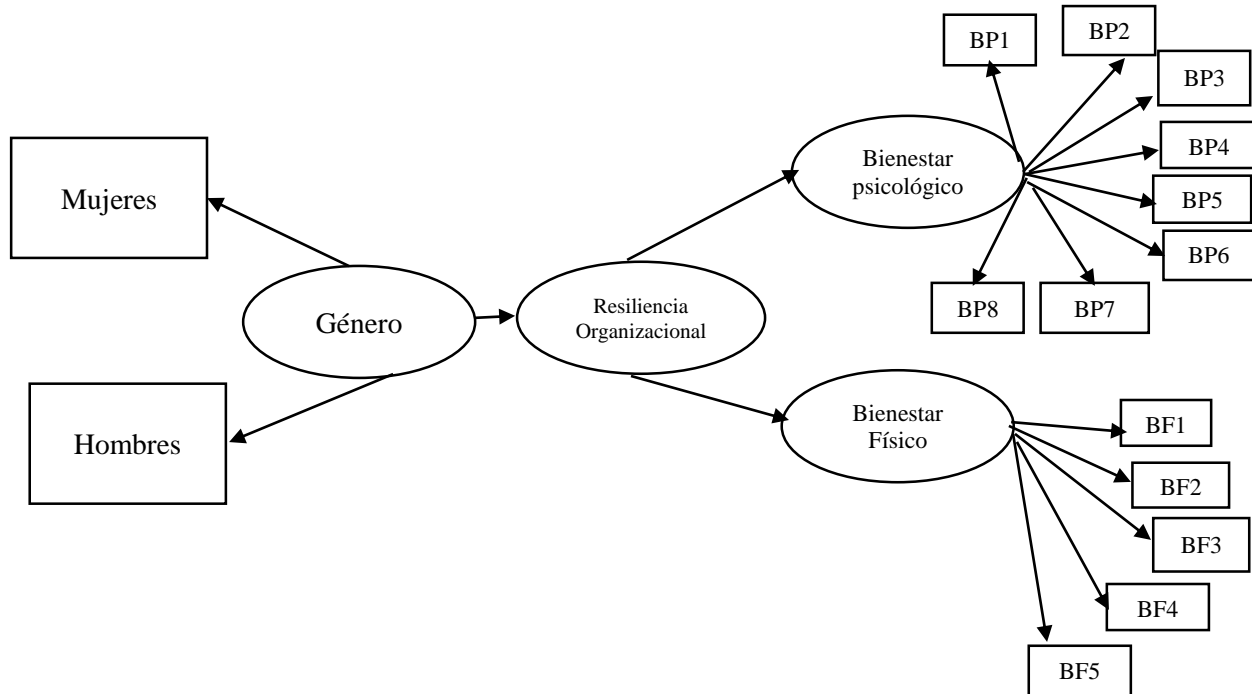 Mujeres
Hombres
Género
Resiliencia
Organizacional
Bienestar
psicológico
BP1
BP2
BP3
BP4
BP5
BP6
BP7
BP8
Bienestar
Físico
BF1
BF2
BF3
BF4
BF5